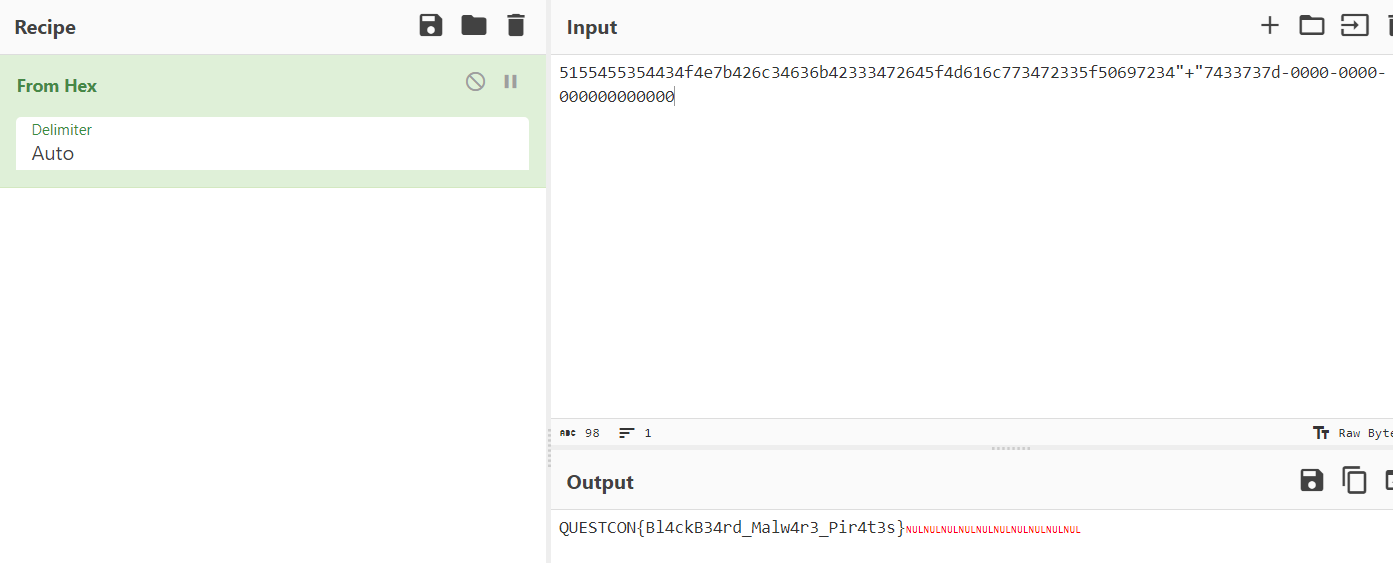 Recipe
Input
From Hex
Delimiter
Auto
5155455354434f4e7b426c34636b42333472645f4d616c773472335f50697234"+"7433737d-0000-0000-
000000000000
ABC 98 1
Raw Byte
Output
QUESTCON{Bl4ckB34rd_Malw4r3_Pir4t3s}NULNULNULNULNULNULNULNULNULNUL